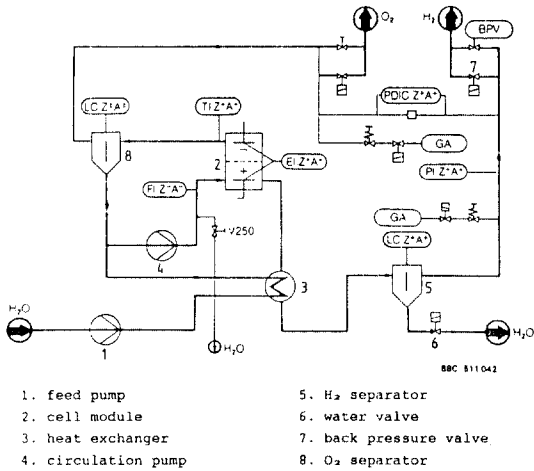 O₂ H₂
BPV
7
PDIC Z⁺A⁺
LC Z⁺A⁺
TI Z⁺A⁺
GA
8
2
EI Z⁺A⁺
PI Z⁺A⁺
FI Z⁺A⁺
GA
V250
LC Z⁺A⁺
4
3
5
H₂O
1
H₂O
6
H₂O
BBC 811042
1. feed pump
2. cell module
3. heat exchanger
4. circulation pump
5. H₂ separator
6. water valve
7. back pressure valve
8. O₂ separator